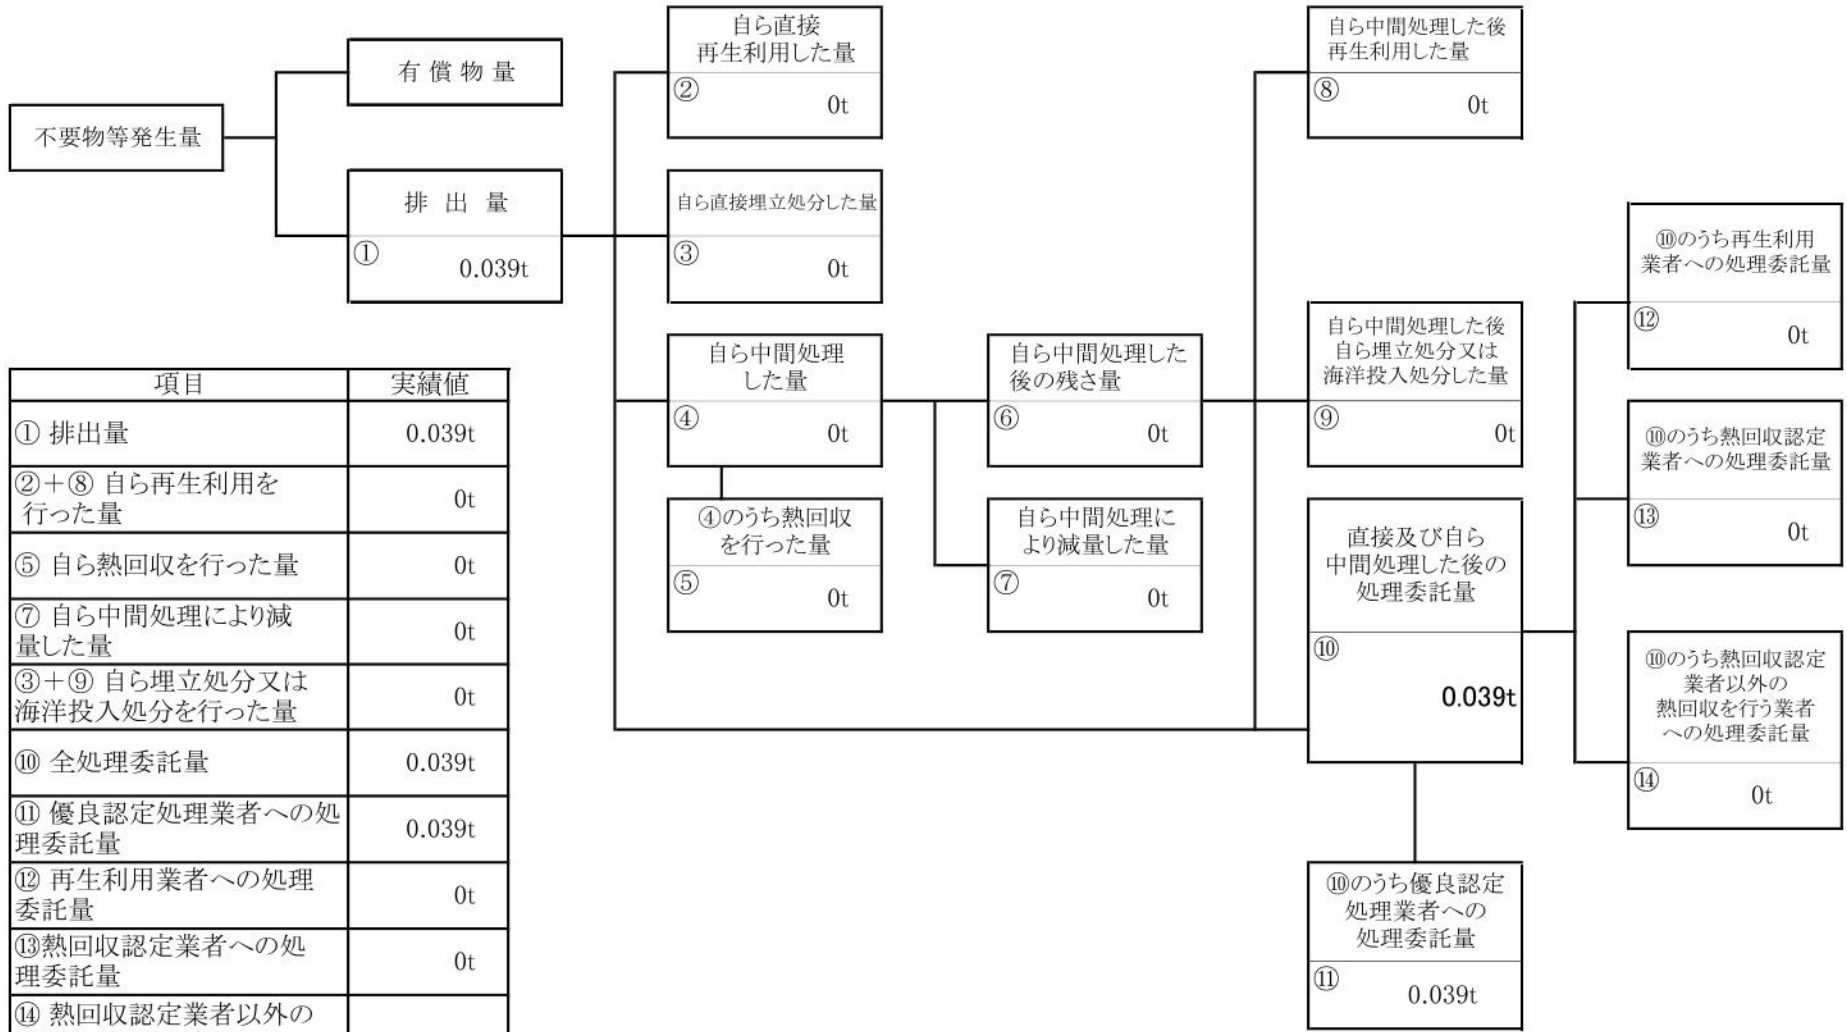 不要物等発生量
有 償 物 量
排 出 量
①
0.039t
自ら直接
再生利用した量
②
0t
自ら直接埋立処分した量
③
0t
自ら中間処理
した量
④
0t
④のうち熱回収
を行った量
⑤
0t
自ら中間処理した
後の残さ量
⑥
0t
自ら中間処理に
より減量した量
⑦
0t
自ら中間処理した後
再生利用した量
⑧
0t
自ら中間処理した後
自ら埋立処分又は
海洋投入処分した量
⑨
0t
直接及び自ら
中間処理した後の
処理委託量
⑩
0.039t
⑩のうち優良認定
処理業者への
処理委託量
⑪
0.039t
⑩のうち再生利用
業者への処理委託量
⑫
0t
⑩のうち熱回収認定
業者への処理委託量
⑬
0t
⑩のうち熱回収認定
業者以外の
熱回収を行う業者
への処理委託量
⑭
0t
項目 実績値
① 排出量 0.039t
②+⑧ 自ら再生利用を
行った量 0t
⑤ 自ら熱回収を行った量 0t
⑦ 自ら中間処理により減
量した量 0t
③+⑨ 自ら埋立処分又は
海洋投入処分を行った量 0t
⑩ 全処理委託量 0.039t
⑪ 優良認定処理業者への処
理委託量 0.039t
⑫ 再生利用業者への処理
委託量 0t
⑬熱回収認定業者への処
理委託量 0t
⑭ 熱回収認定業者以外の